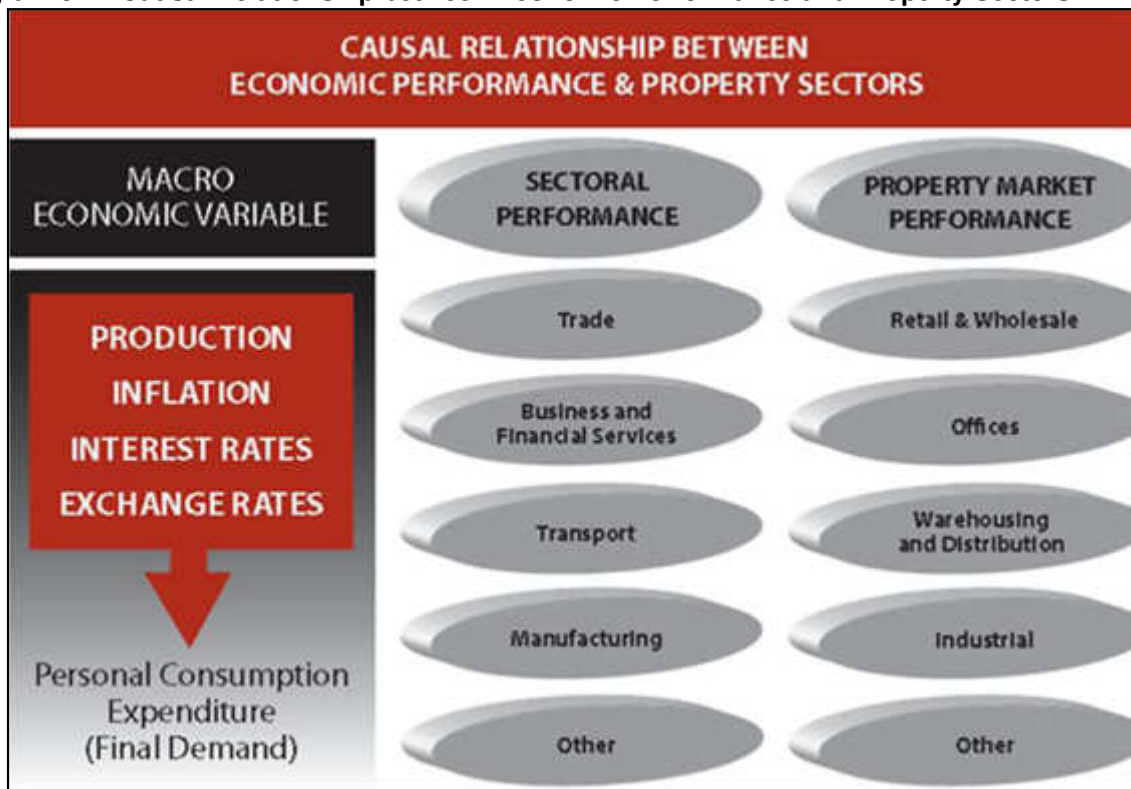 CAUSAL RELATIONSHIP BETWEEN
ECONOMIC PERFORMANCE & PROPERTY SECTORS
MACRO
ECONOMIC VARIABLE
SECTORAL
PERFORMANCE
PROPERTY MARKET
PERFORMANCE
PRODUCTION
INFLATION
INTEREST RATES
EXCHANGE RATES
Personal Consumption
Expenditure
(Final Demand)
Trade
Retail & Wholesale
Business and
Financial Services
Offices
Transport
Warehousing
and Distribution
Manufacturing
Industrial
Other
Other